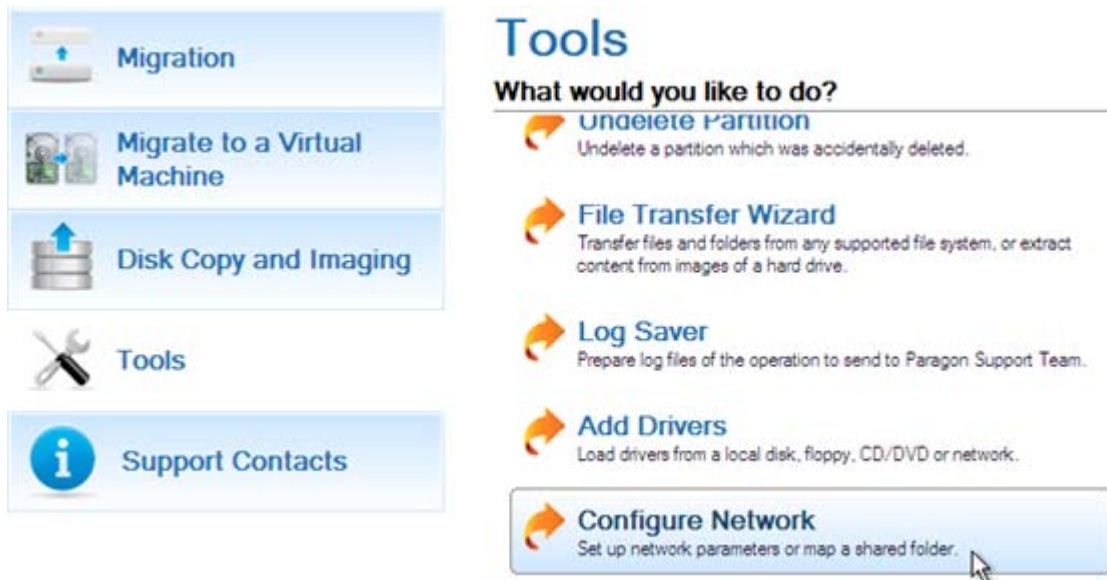 Migration
Migrate to a Virtual
Machine
Disk Copy and Imaging
Tools
Support Contacts
Tools
What would you like to do?
Undelete Partition
Undelete a partition which was accidentally deleted.
File Transfer Wizard
Transfer files and folders from any supported file system, or extract
content from images of a hard drive.
Log Saver
Prepare log files of the operation to send to Paragon Support Team.
Add Drivers
Load drivers from a local disk, floppy, CD/DVD or network.
Configure Network
Set up network parameters or map a shared folder.